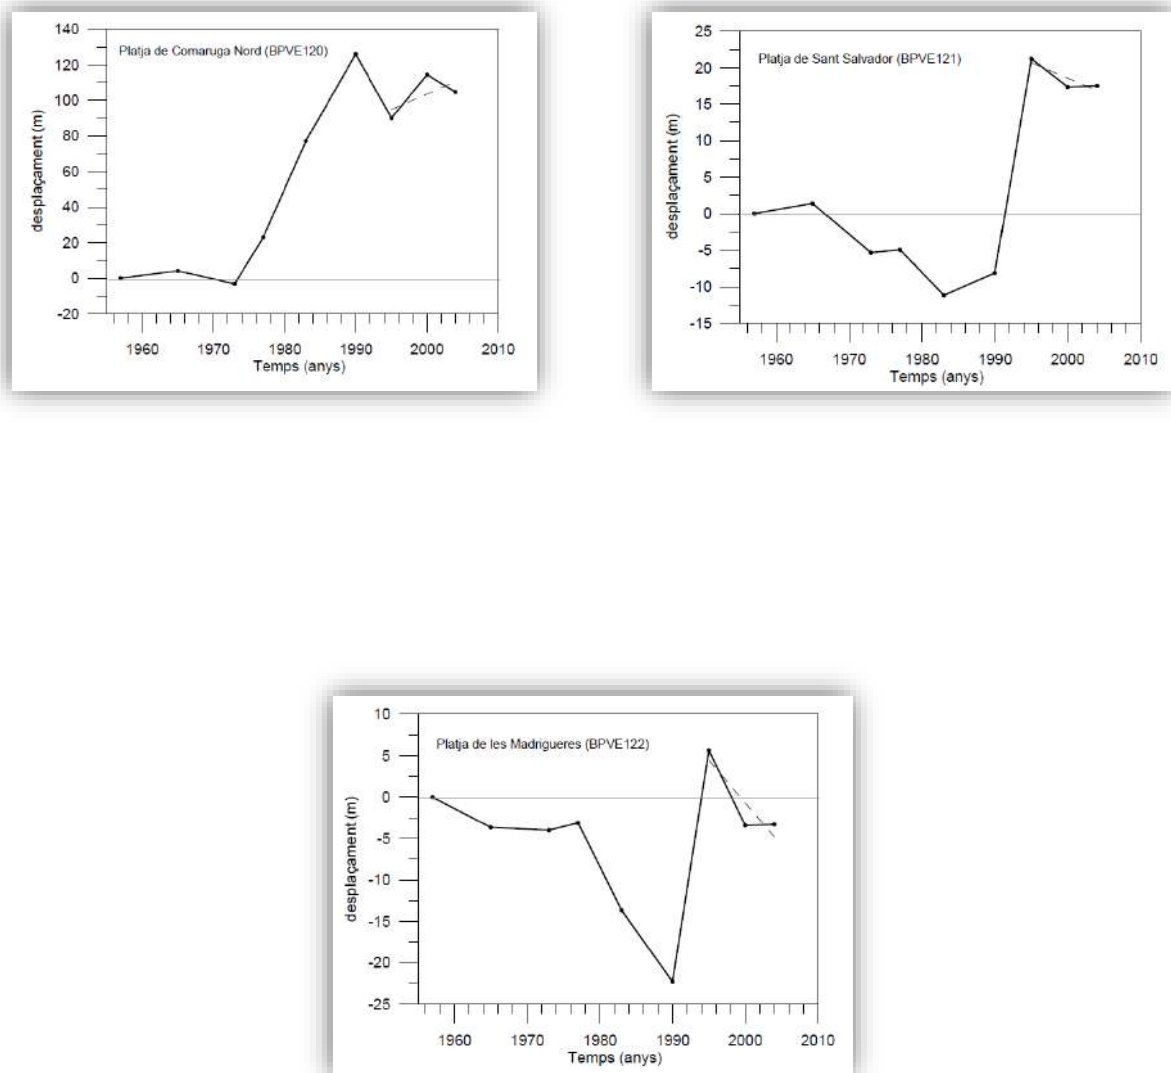 Platja de Comaruga Nord (BPVE120)
desplaçament (m)
140
120
100
80
60
40
20
0
-20
1960 1970 1980 1990 2000 2010
Temps (anys)
Platja de Sant Salvador (BPVE121)
desplaçament (m)
25
20
15
10
5
0
-5
-10
-15
1960 1970 1980 1990 2000 2010
Temps (anys)
Platja de les Madrigueres (BPVE122)
desplaçament (m)
10
5
0
-5
-10
-15
-20
-25
1960 1970 1980 1990 2000 2010
Temps (anys)